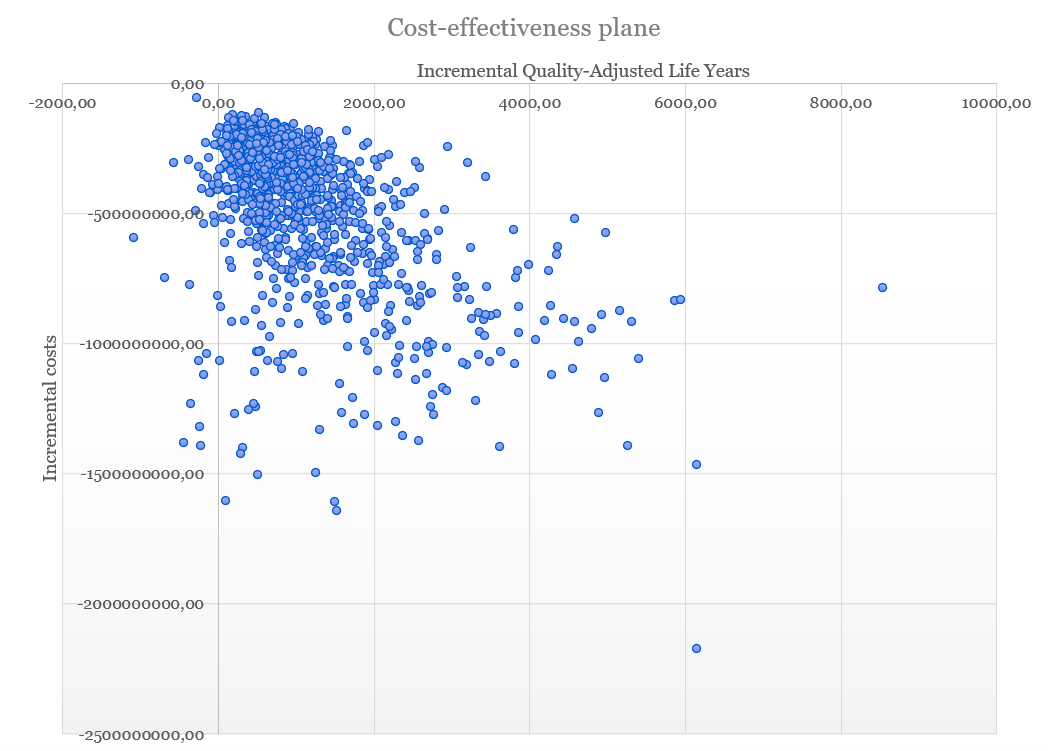 Cost-effectiveness plane
Incremental Quality-Adjusted Life Years
0,00
-2000,00 0,00 2000,00 4000,00 6000,00 8000,00 10000,00
-500000000,00
-1000000000,00
Incremental costs
-1500000000,00
-2000000000,00
-2500000000,00